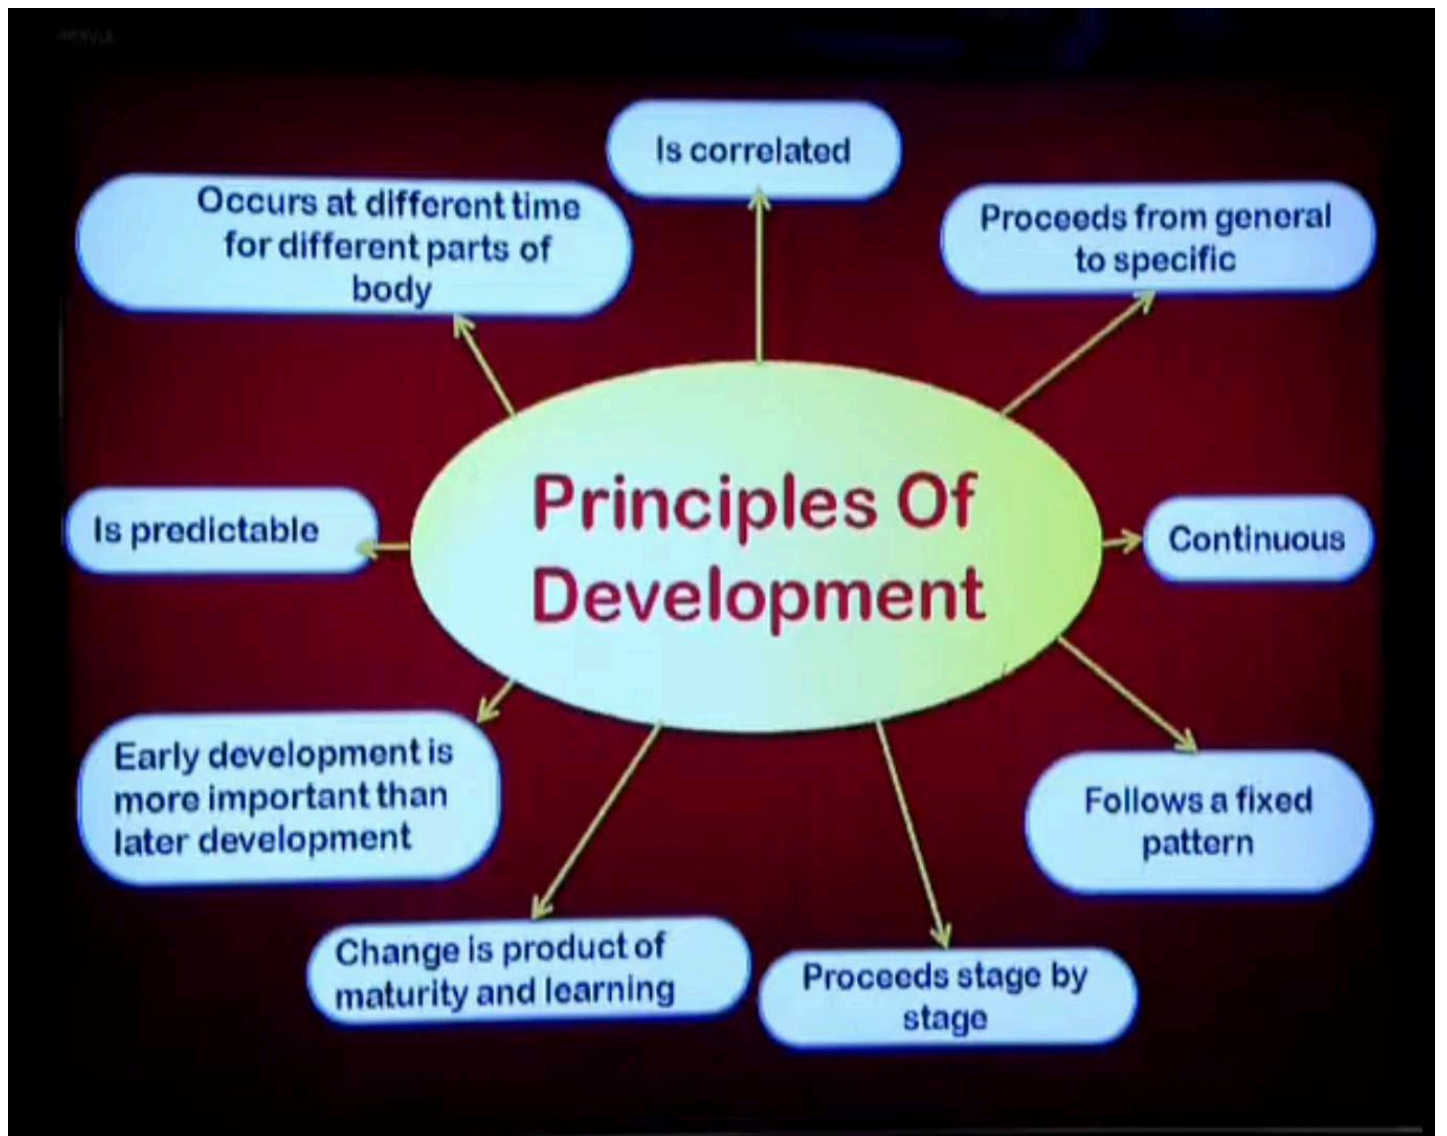 Is correlated
Occurs at different time
for different parts of
body
Proceeds from general
to specific
Principles Of
Development
Is predictable
Continuous
Early development is
more important than
later development
Follows a fixed
pattern
Change is product of
maturity and learning
Proceeds stage by
stage